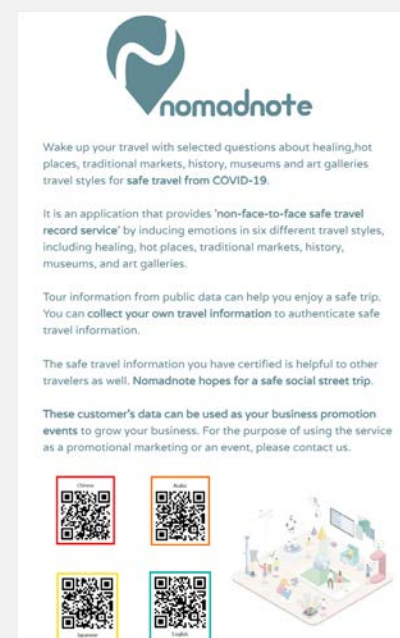 nomadnote
Wake up your travel with selected questions about healing,hot
places, traditional markets, history, museums and art galleries
travel styles for safe travel from COVID-19.
It is an application that provides 'non-face-to-face safe travel
record service' by inducing emotions in six different travel styles,
including healing, hot places, traditional markets, history,
museums, and art galleries.
Tour information from public data can help you enjoy a safe trip.
You can collect your own travel information to authenticate safe
travel information.
The safe travel information you have certified is helpful to other
travelers as well. Nomadnote hopes for a safe social street trip.
These customer's data can be used as your business promotion
events to grow your business. For the purpose of using the service
as a promotional marketing or an event, please contact us.
Chinese
Arabic
Japanese
English